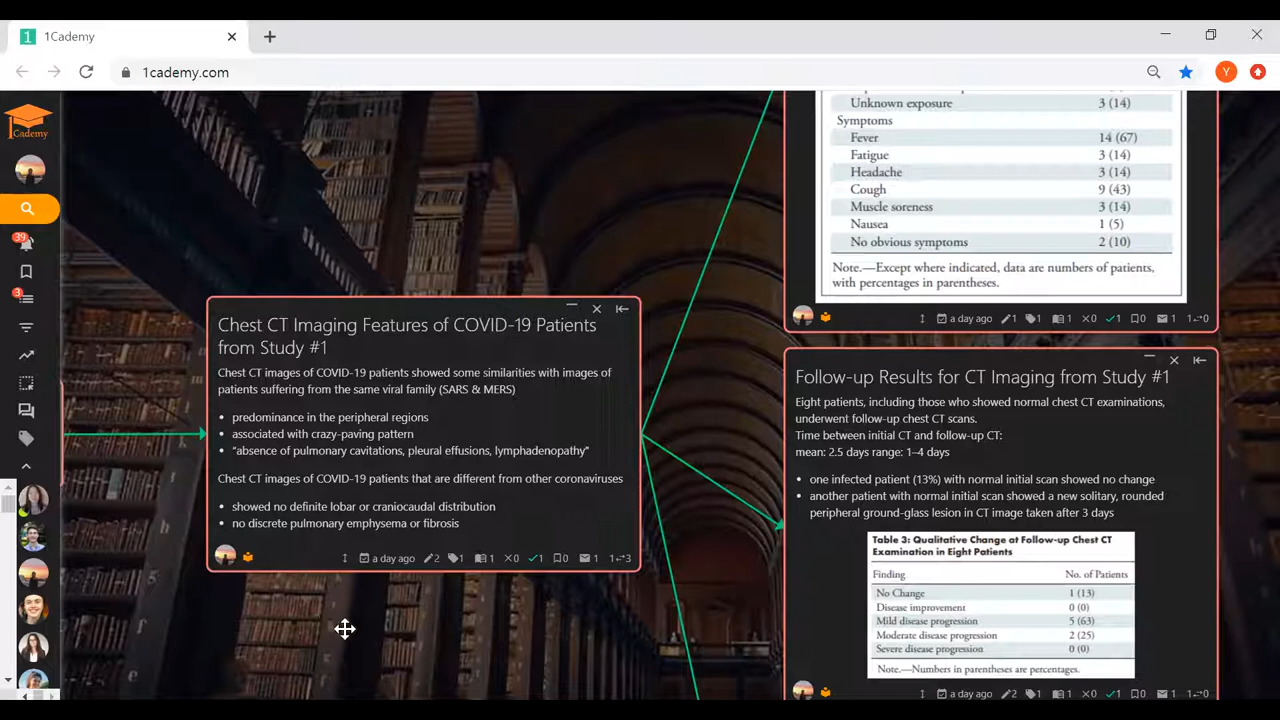 1Cademy
1cademy.com
Y
Cademy
39
3
Unknown exposure 3 (14)
Symptoms
Fever 14 (67)
Fatigue 3 (14)
Headache 3 (14)
Cough 9 (43)
Muscle soreness 3 (14)
Nausea 1 (5)
No obvious symptoms 2 (10)
Note.—Except where indicated, data are numbers of patients,
with percentages in parentheses.
a day ago 1 1 1 0 1 0 1 1 0
Chest CT Imaging Features of COVID-19 Patients
from Study #1
Chest CT images of COVID-19 patients showed some similarities with images of
patients suffering from the same viral family (SARS & MERS)
• predominance in the peripheral regions
• associated with crazy-paving pattern
• "absence of pulmonary cavitations, pleural effusions, lymphadenopathy"
Chest CT images of COVID-19 patients that are different from other coronaviruses
• showed no definite lobar or craniocaudal distribution
• no discrete pulmonary emphysema or fibrosis
a day ago 2 1 1 0 1 0 1 1 3
Follow-up Results for CT Imaging from Study #1
Eight patients, including those who showed normal chest CT examinations,
underwent follow-up chest CT scans.
Time between initial CT and follow-up CT:
mean: 2.5 days range: 1–4 days
• one infected patient (13%) with normal initial scan showed no change
• another patient with normal initial scan showed a new solitary, rounded
peripheral ground-glass lesion in CT image taken after 3 days
Table 3: Qualitative Change at Follow-up Chest CT
Examination in Eight Patients
Finding No. of Patients
No Change 1 (13)
Disease improvement 0 (0)
Mild disease progression 5 (63)
Moderate disease progression 2 (25)
Severe disease progression 0 (0)
Note.—Numbers in parentheses are percentages.
a day ago 2 1 1 0 1 0 1 1 0